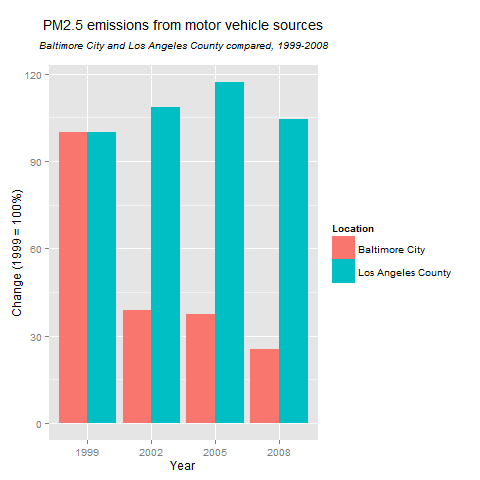 PM2.5 emissions from motor vehicle sources
Baltimore City and Los Angeles County compared, 1999-2008
120
90
60
30
0
Change (1999 = 100%)
1999 2002 2005 2008
Year
Location
Baltimore City
Los Angeles County